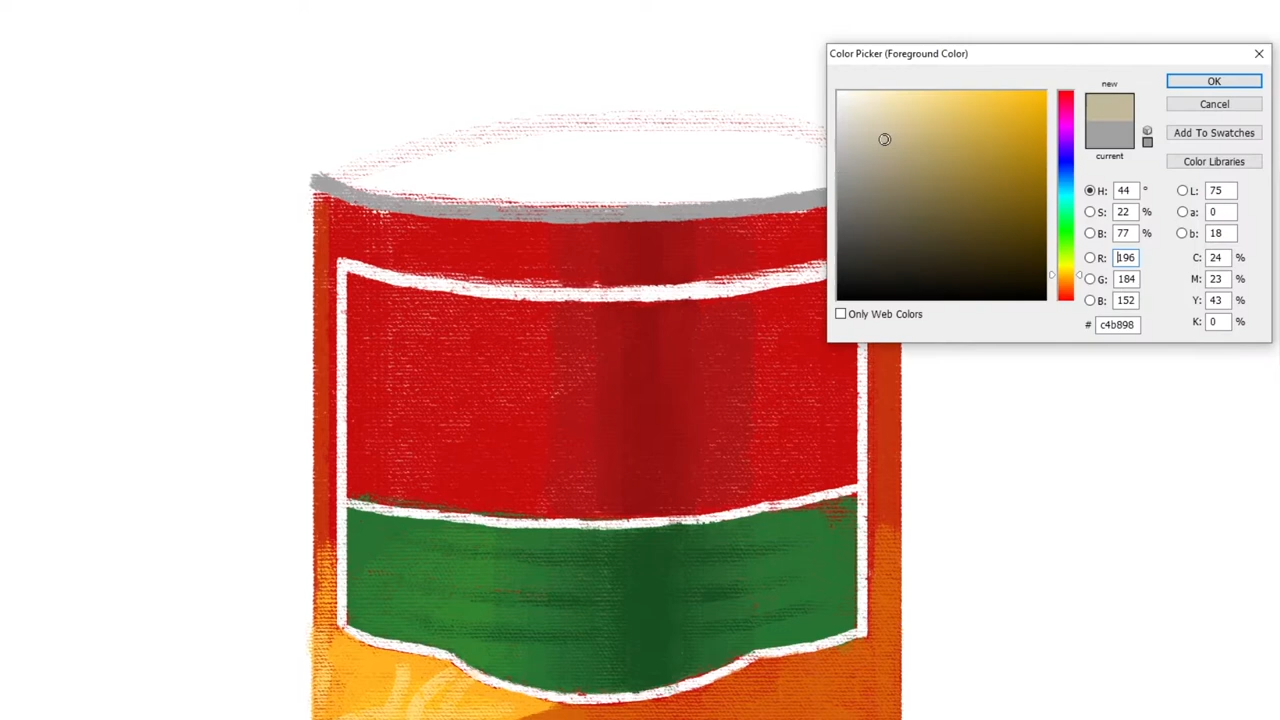 Color Picker (Foreground Color)
new
OK
Cancel
Add To Swatches
current
Color Libraries
H: 44 ° L: 75
S: 22 % a: 0
B: 77 % b: 18
R: 196 C: 24 %
G: 184 M: 23 %
B: 152 Y: 43 %
Only Web Colors # c4b898 K: 0 %